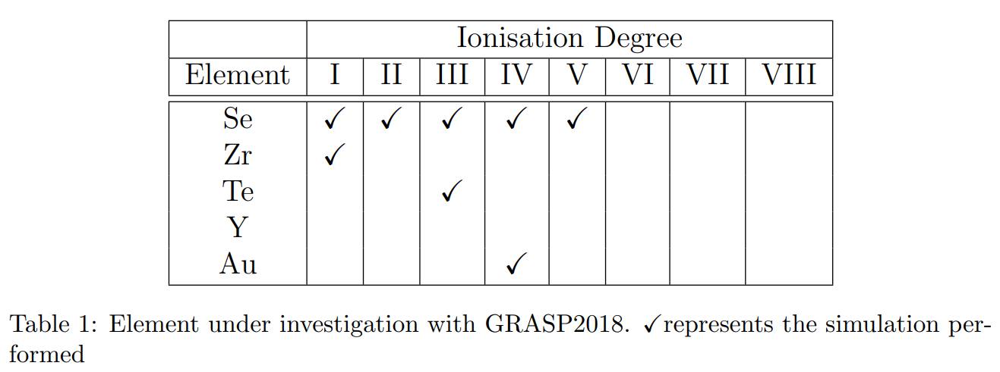 Ionisation Degree
Element I II III IV V VI VII VIII
Se ✓ ✓ ✓ ✓ ✓
Zr ✓
Te ✓
Y
Au ✓
Table 1: Element under investigation with GRASP2018. ✓represents the simulation per-
formed